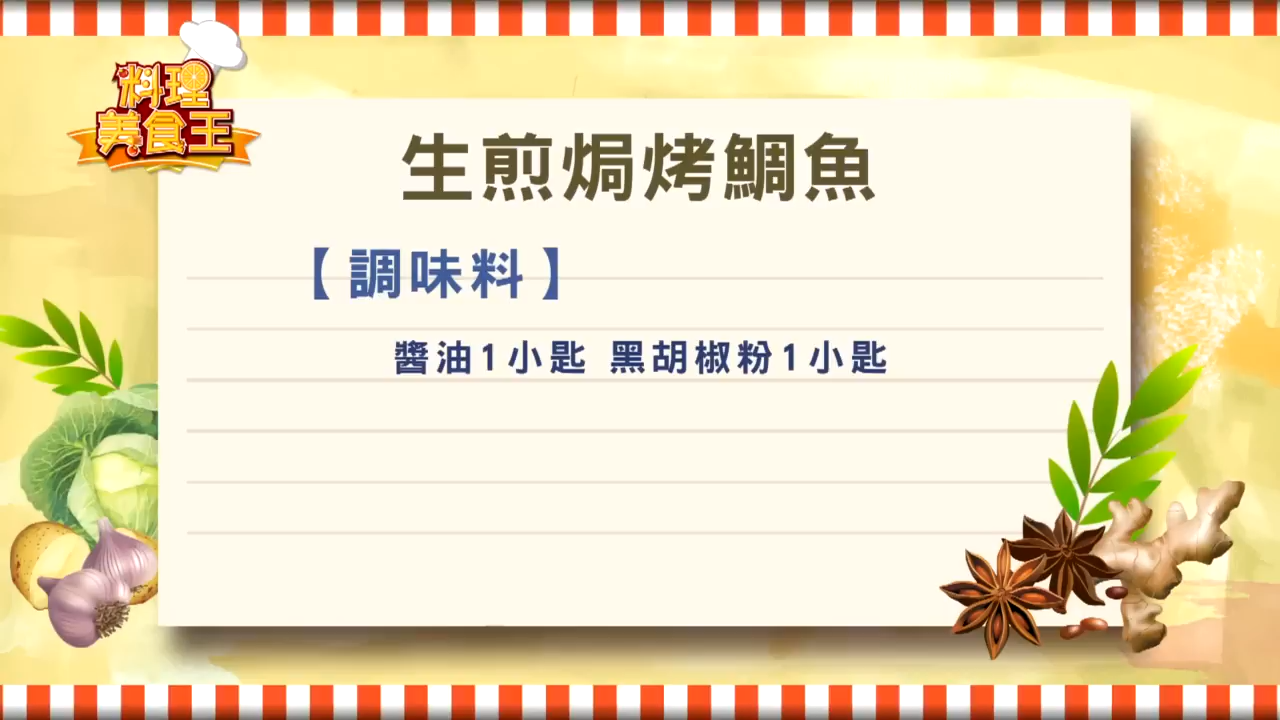 料理
美食王
生煎焗烤鯛魚
【調味料】
醬油1小匙 黑胡椒粉1小匙